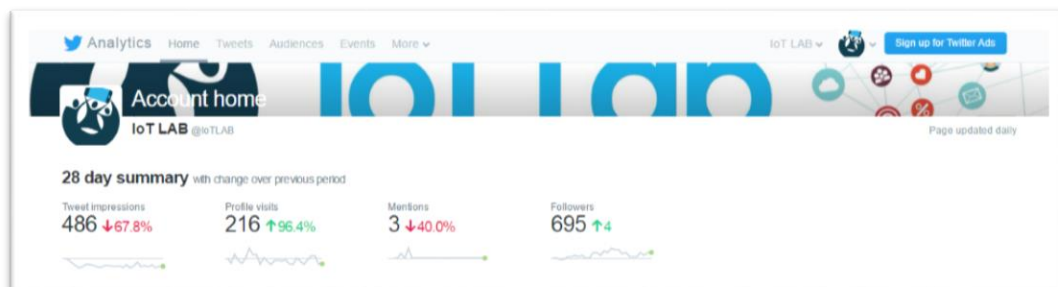 Analytics Home Tweets Audiences Events More IoT LAB Sign up for Twitter Ads
IoT Lab
Account home
IoT LAB @IoTLAB Page updated daily
28 day summary with change over previous period
Tweet impressions Profile visits Mentions Followers
486 ↓67.8% 216 ↑96.4% 3 ↓40.0% 695 ↑4